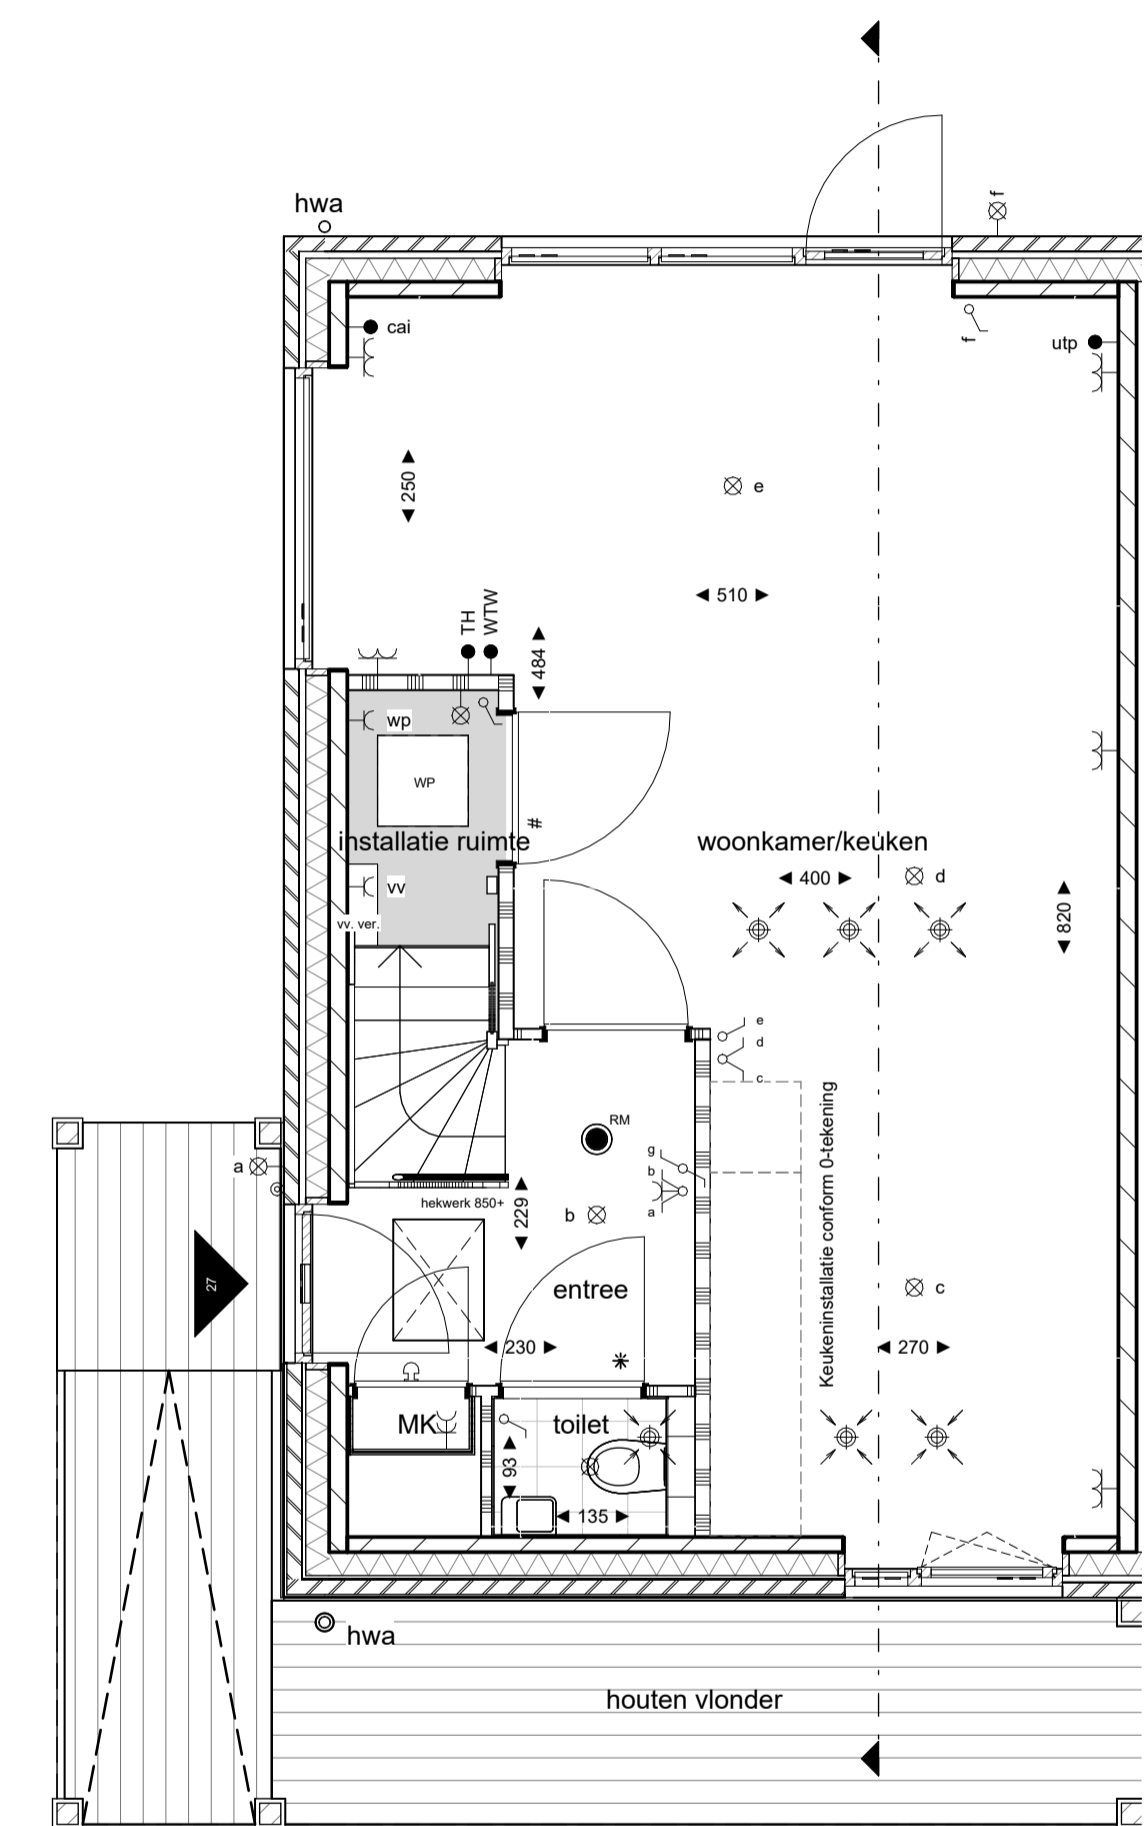 f
hwa
cai
f
utp
250
e
510
TH
WTW
484
wp
WP
#
installatie ruimte
woonkamer/keuken
400
d
vv
vv. ver.
820
e
d
c
RM
a
g
b
a
hekwerk 850+
229
b
Keukeninstallatie conform 0-tekening
27
entree
c
230
270
MK
toilet
93
135
hwa
houten vlonder